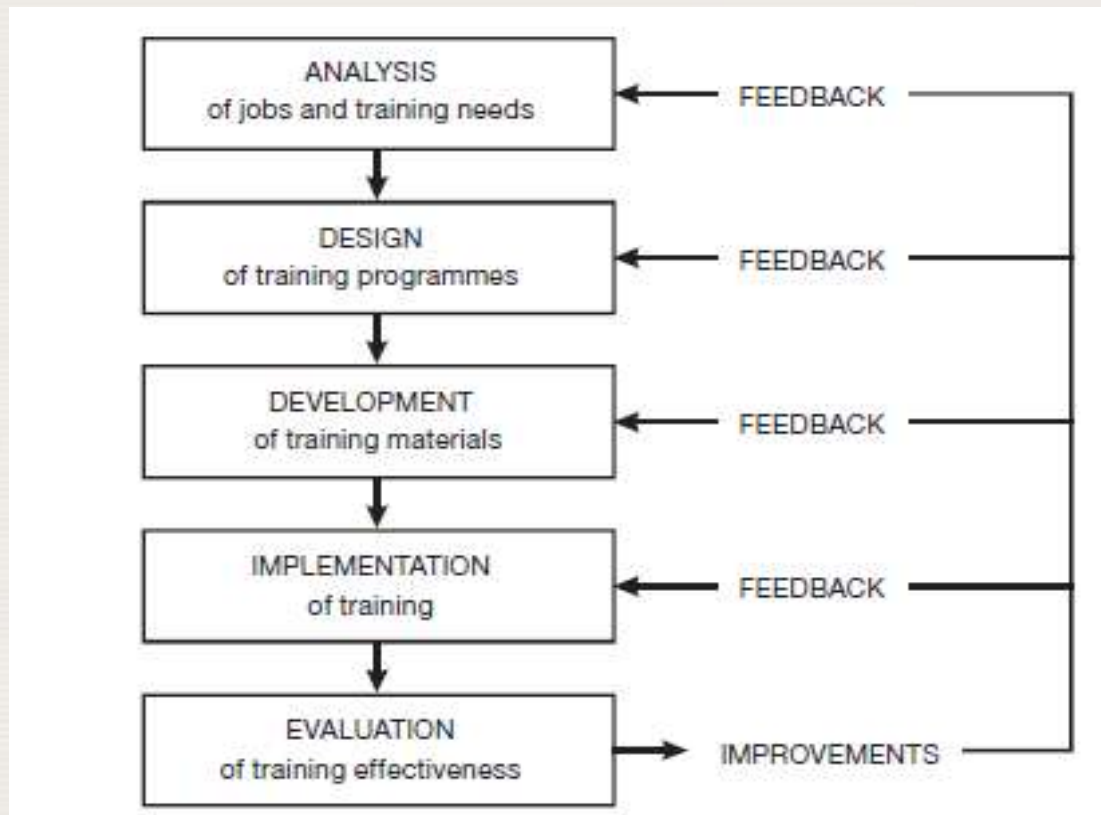 ANALYSIS
of jobs and training needs
FEEDBACK
DESIGN
of training programmes
FEEDBACK
DEVELOPMENT
of training materials
FEEDBACK
IMPLEMENTATION
of training
FEEDBACK
EVALUATION
of training effectiveness
IMPROVEMENTS